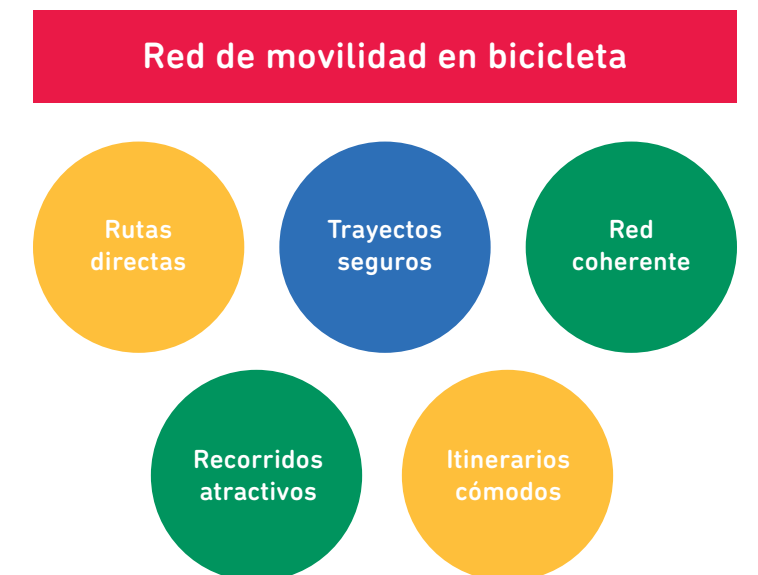 Red de movilidad en bicicleta
Rutas
directas
Trayectos
seguros
Red
coherente
Recorridos
atractivos
Itinerarios
cómodos